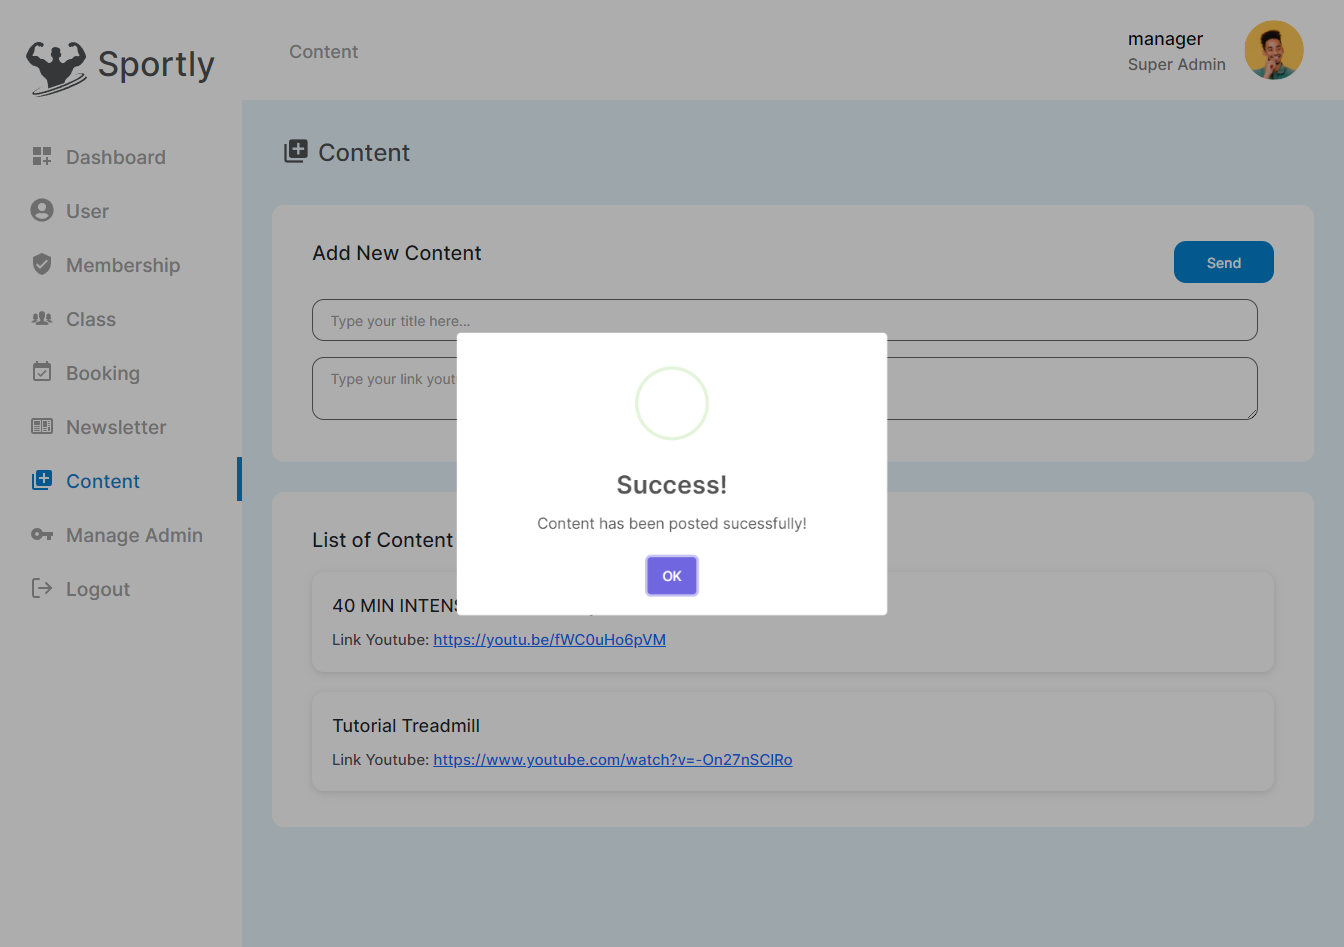 Sportly
Content
manager
Super Admin
Dashboard
User
Membership
Class
Booking
Newsletter
Content
Manage Admin
Logout
Content
Add New Content
Send
Type your title here...
Type your link yout
Success!
Content has been posted sucessfully!
OK
List of Content
40 MIN INTENS
Link Youtube: https://youtu.be/fWC0uHo6pVM
Tutorial Treadmill
Link Youtube: https://www.youtube.com/watch?v=-On27nSCIRo